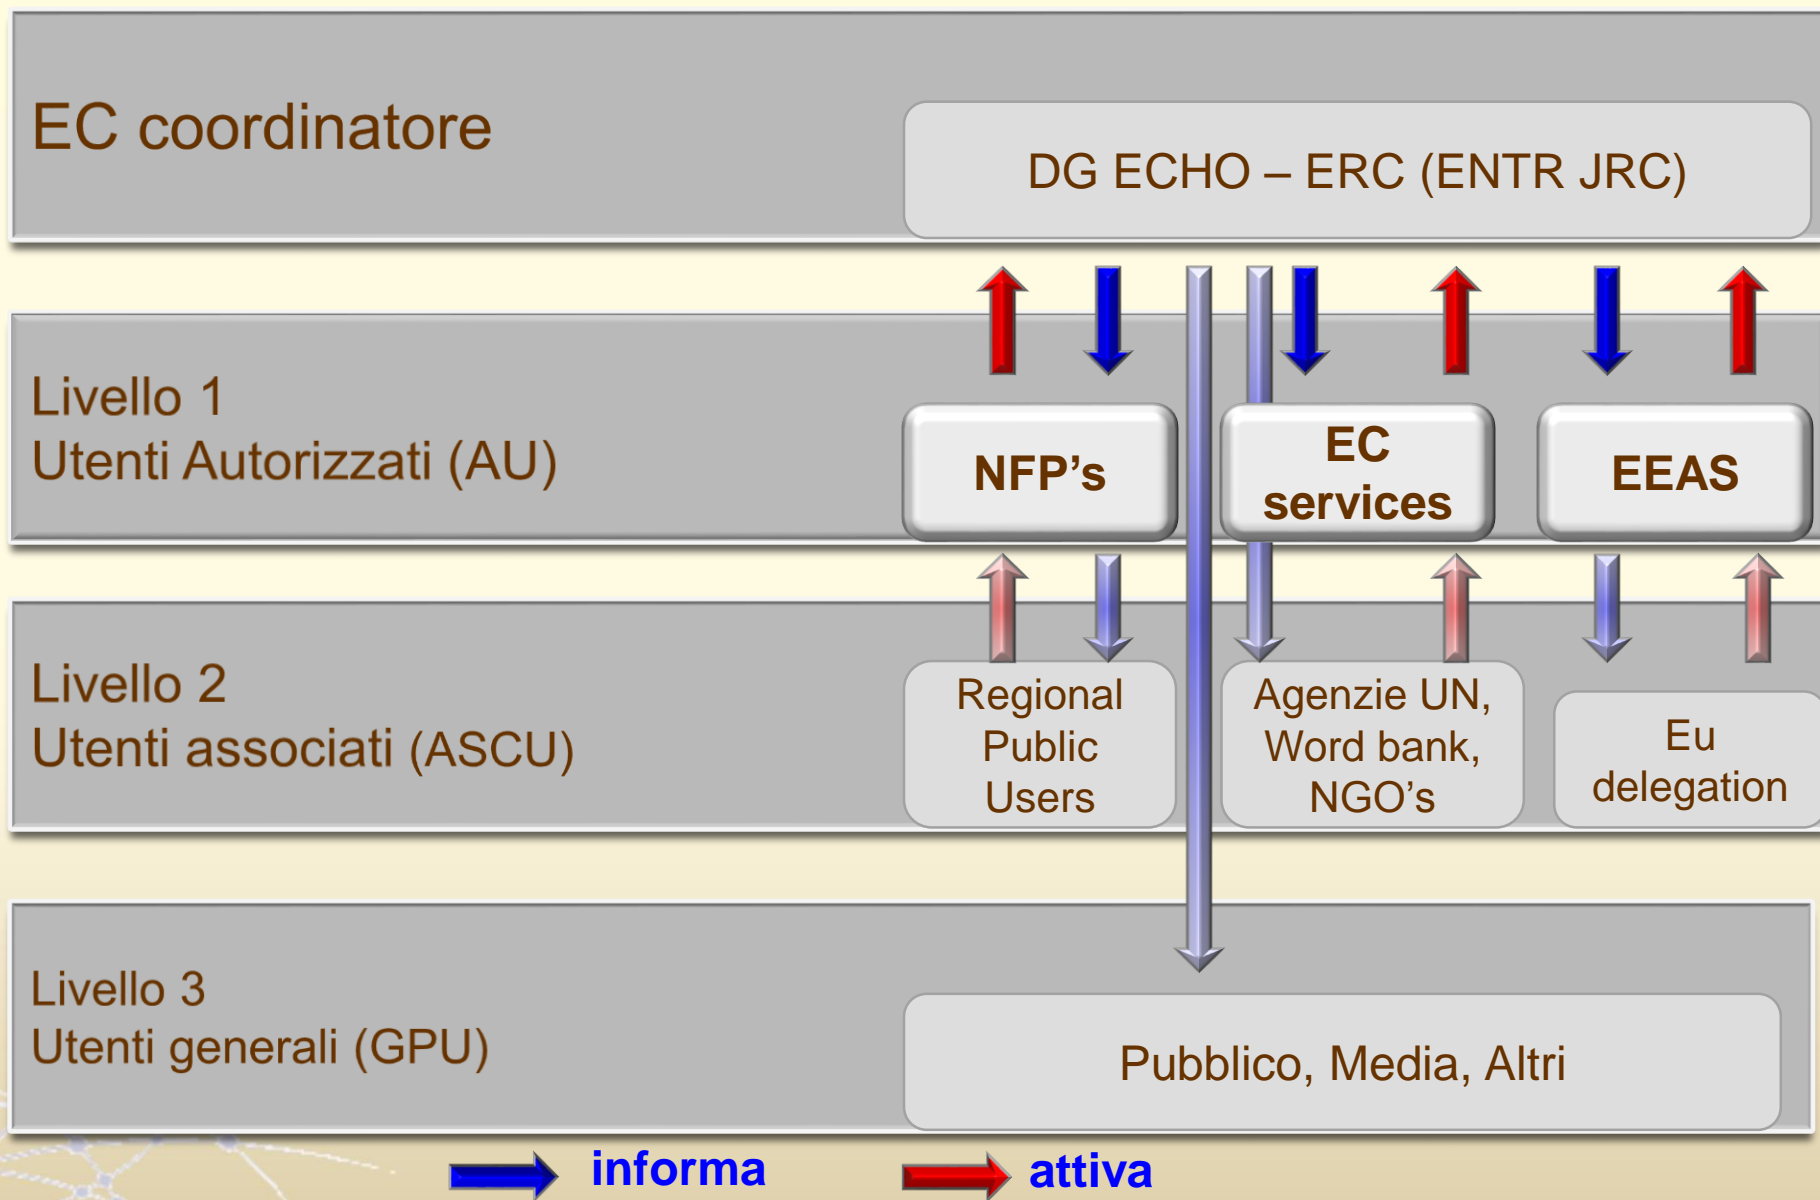 EC coordinatore
DG ECHO – ERC (ENTR JRC)
Livello 1
Utenti Autorizzati (AU)
NFP’s
EC
services
EEAS
Livello 2
Utenti associati (ASCU)
Regional
Public
Users
Agenzie UN,
Word bank,
NGO’s
Eu
delegation
Livello 3
Utenti generali (GPU)
Pubblico, Media, Altri
informa
attiva